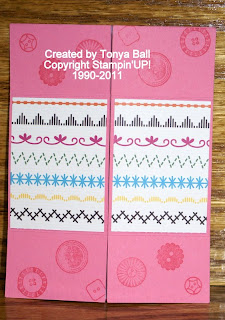 Created by Tonya Ball
Copyright Stampin'UP!
1990-2011